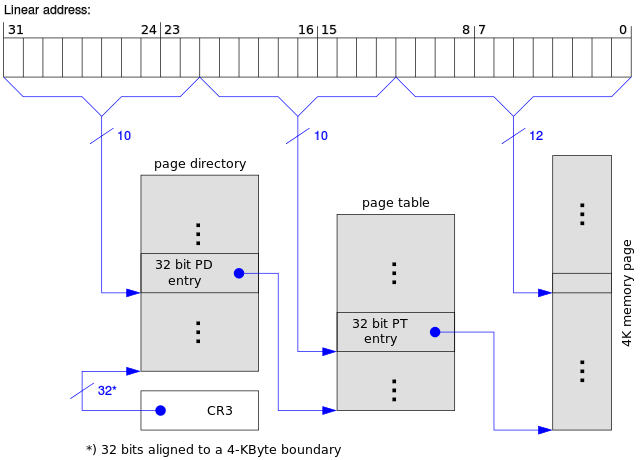 Linear address:
31 24 23 16 15 8 7 0
10 10 12
page directory
page table
32 bit PD
entry
32 bit PT
entry
4K memory page
32*
CR3
*) 32 bits aligned to a 4-KByte boundary